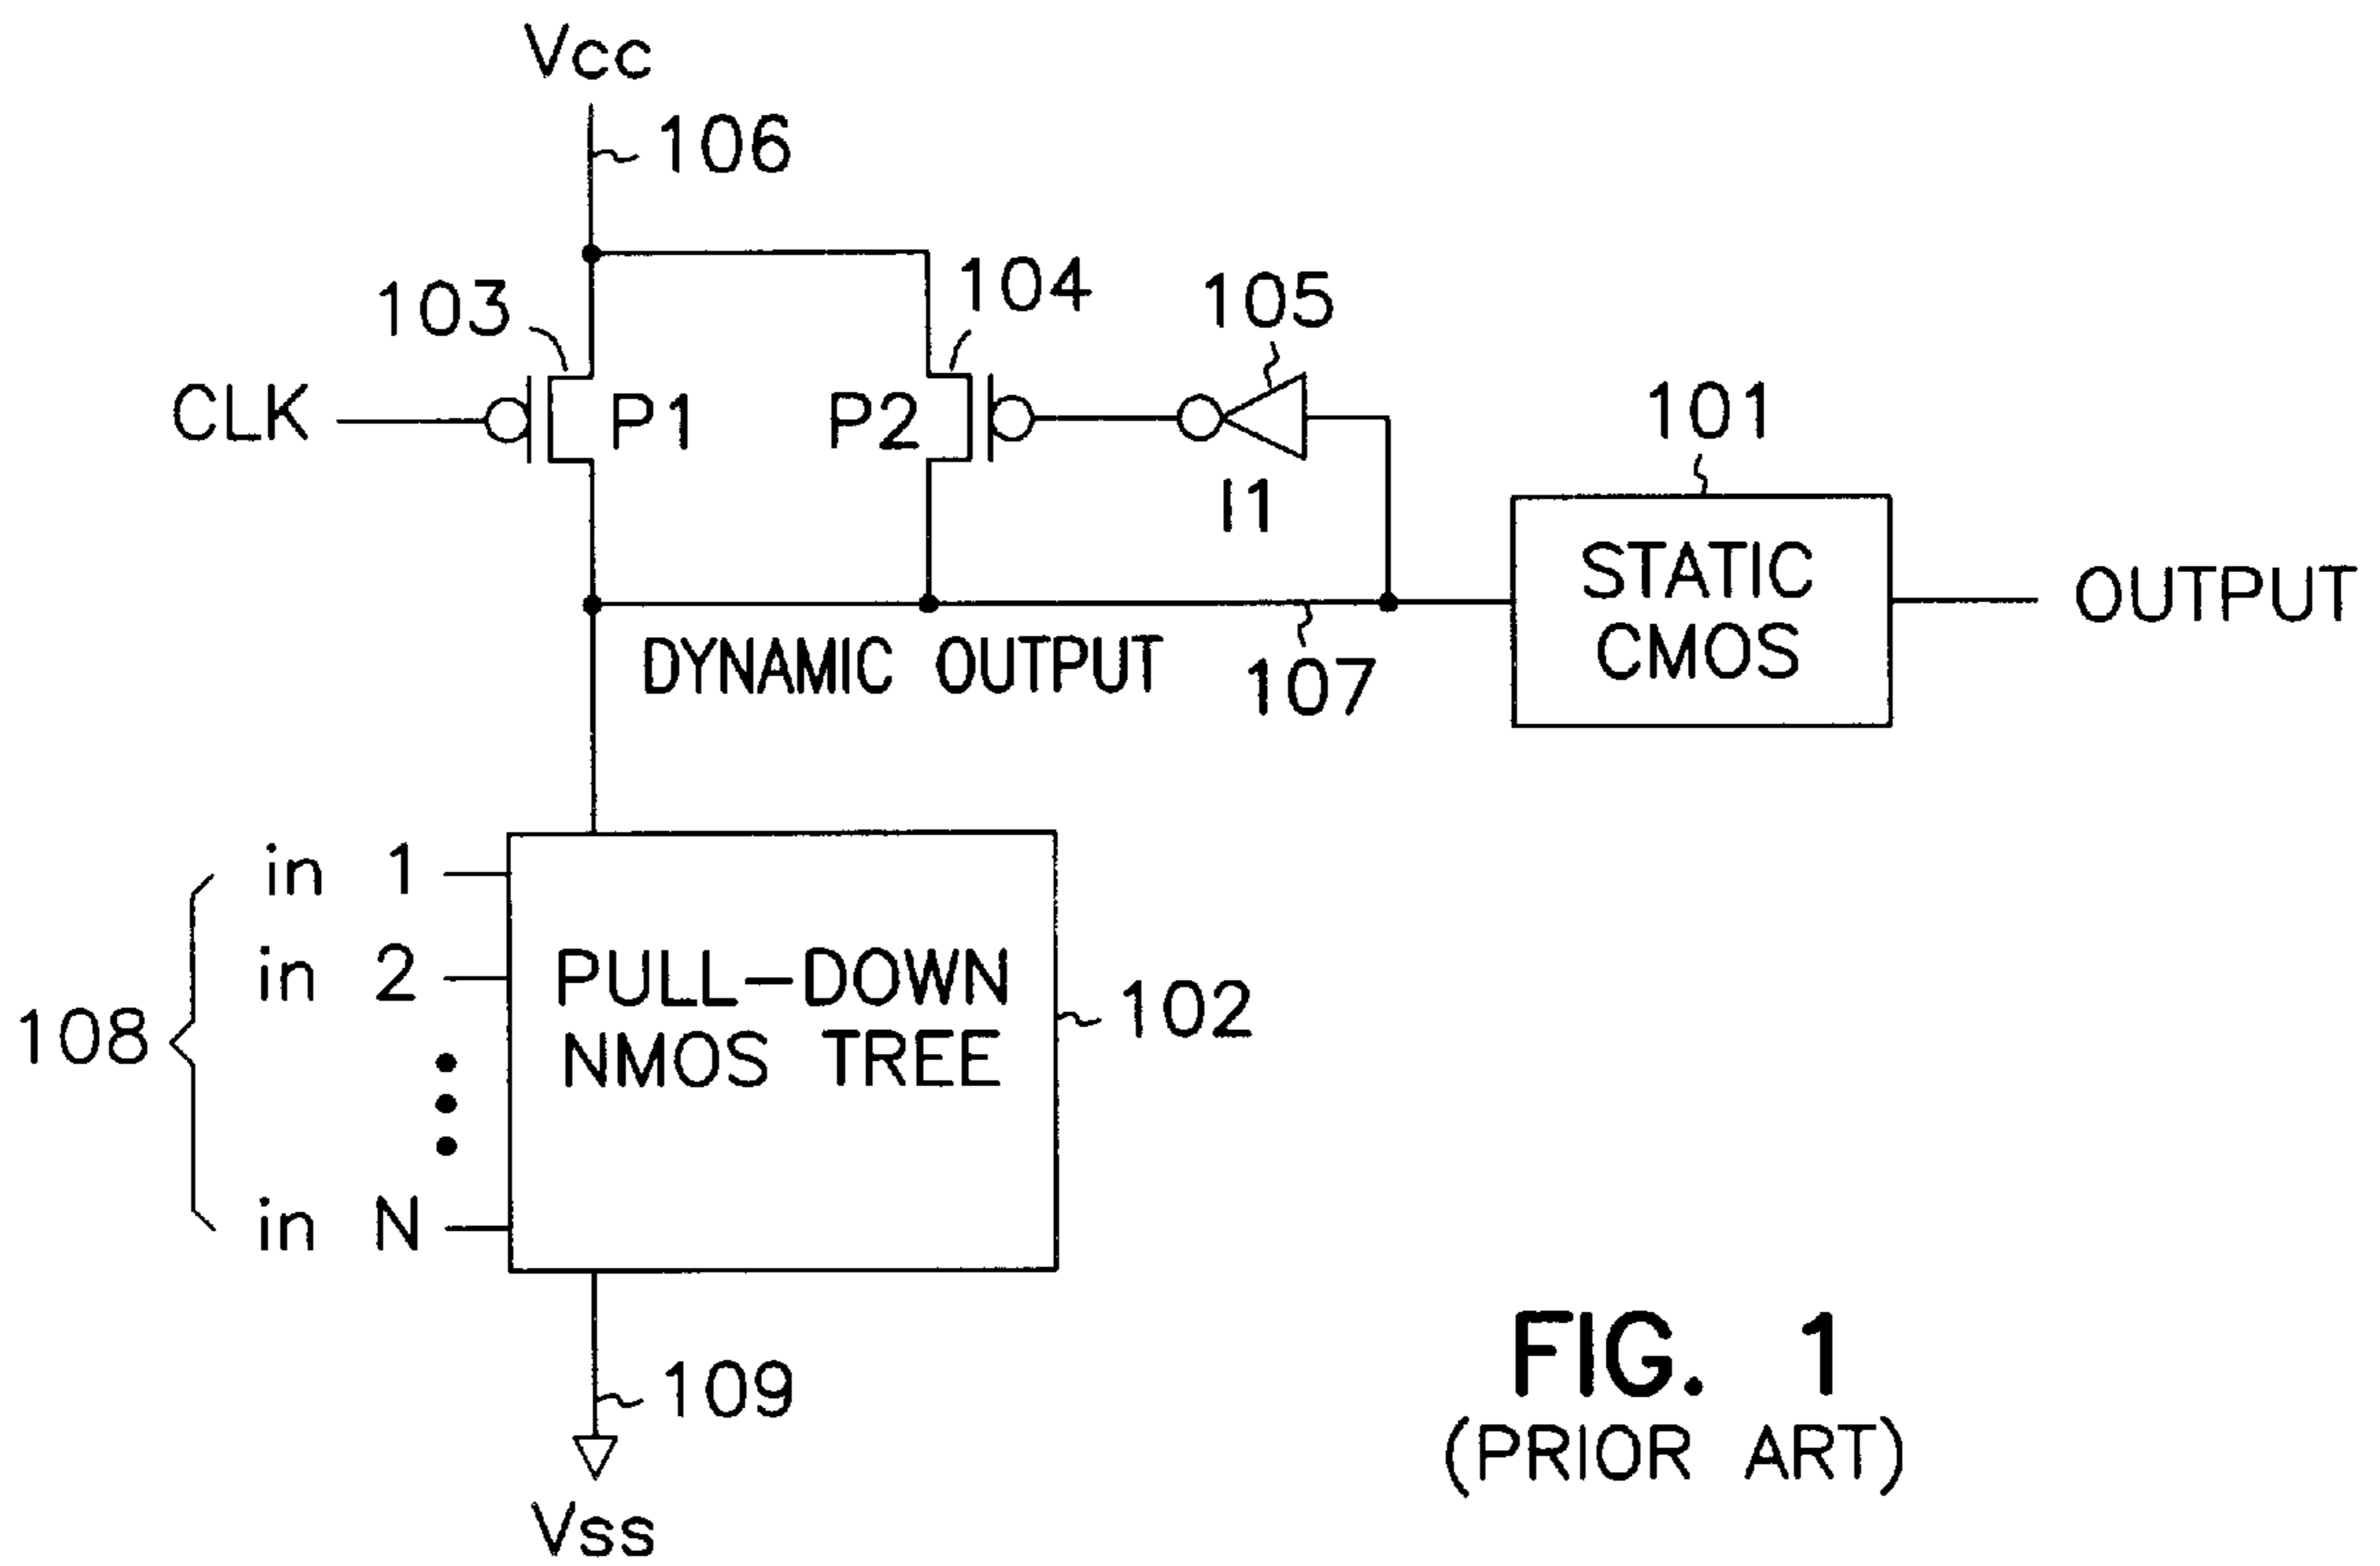 Vcc
106
103
104
105
CLK
P1
P2
I1
101
STATIC
CMOS
OUTPUT
DYNAMIC OUTPUT
107
in 1
in 2
108
PULL-DOWN
NMOS TREE
102
in N
109
Vss
FIG. 1
(PRIOR ART)